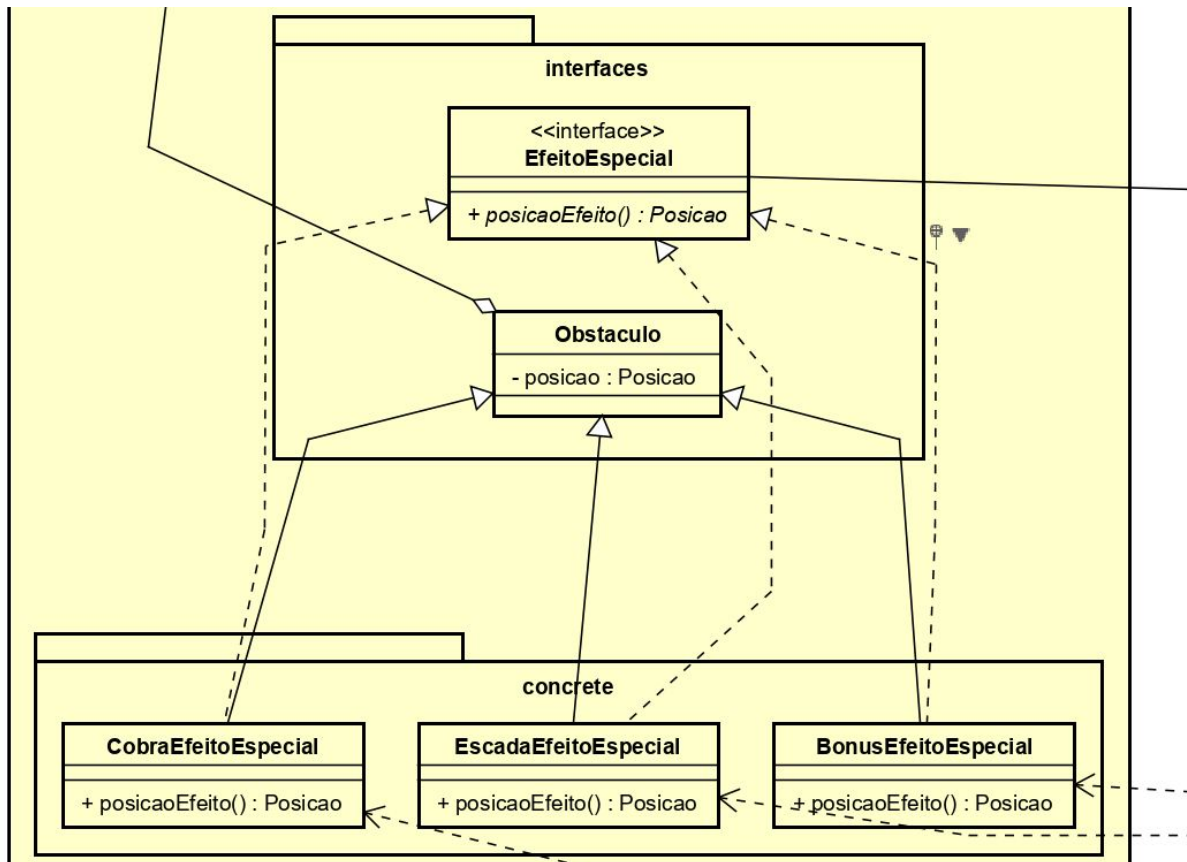 interfaces
<<interface>>
EfeitoEspecial
+ posicaoEfeito() : Posicao
Obstaculo
- posicao : Posicao
concrete
CobraEfeitoEspecial
+ posicaoEfeito() : Posicao
EscadaEfeitoEspecial
+ posicaoEfeito() : Posicao
BonusEfeitoEspecial
+ posicaoEfeito() : Posicao